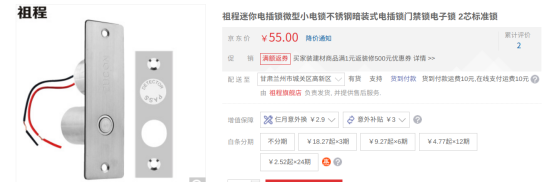 祖程
祖程迷你电插锁微型小电锁不锈钢暗装式电插锁门禁锁电子锁 2芯标准锁
京东价 ￥55.00 降价通知
累计评价
2
促销 满额返券 买家装建材商品满1元返装修500元优惠券 详情 >>
配送至 甘肃兰州市城关区高新区 有货 支持 货到付款 货到付款运费10元,在线支付运费10元
由 祖程旗舰店 负责发货, 并提供售后服务.
增值保障 任何意外换 ￥2.9 意外补贴 ￥3
白条分期 不分期 ￥18.27起×3期 ￥9.27起×6期 ￥4.77起×12期
￥2.52起×24期